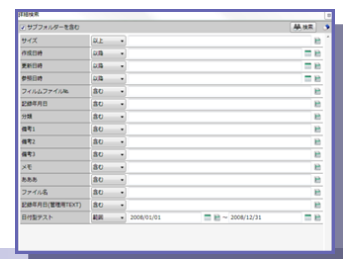 詳細検索
サブフォルダーを含む 検索
サイズ 以上
作成日時 以降
更新日時 以降
参照日時 以降
フィルムファイルNo. 含む
記録年月日 含む
分類 含む
備考1 含む
備考2 含む
備考3 含む
メモ 含む
あああ 含む
ファイル名 含む
記録年月日(管理用TEXT) 含む
日付型テスト 範囲 2008/01/01 ~ 2008/12/31